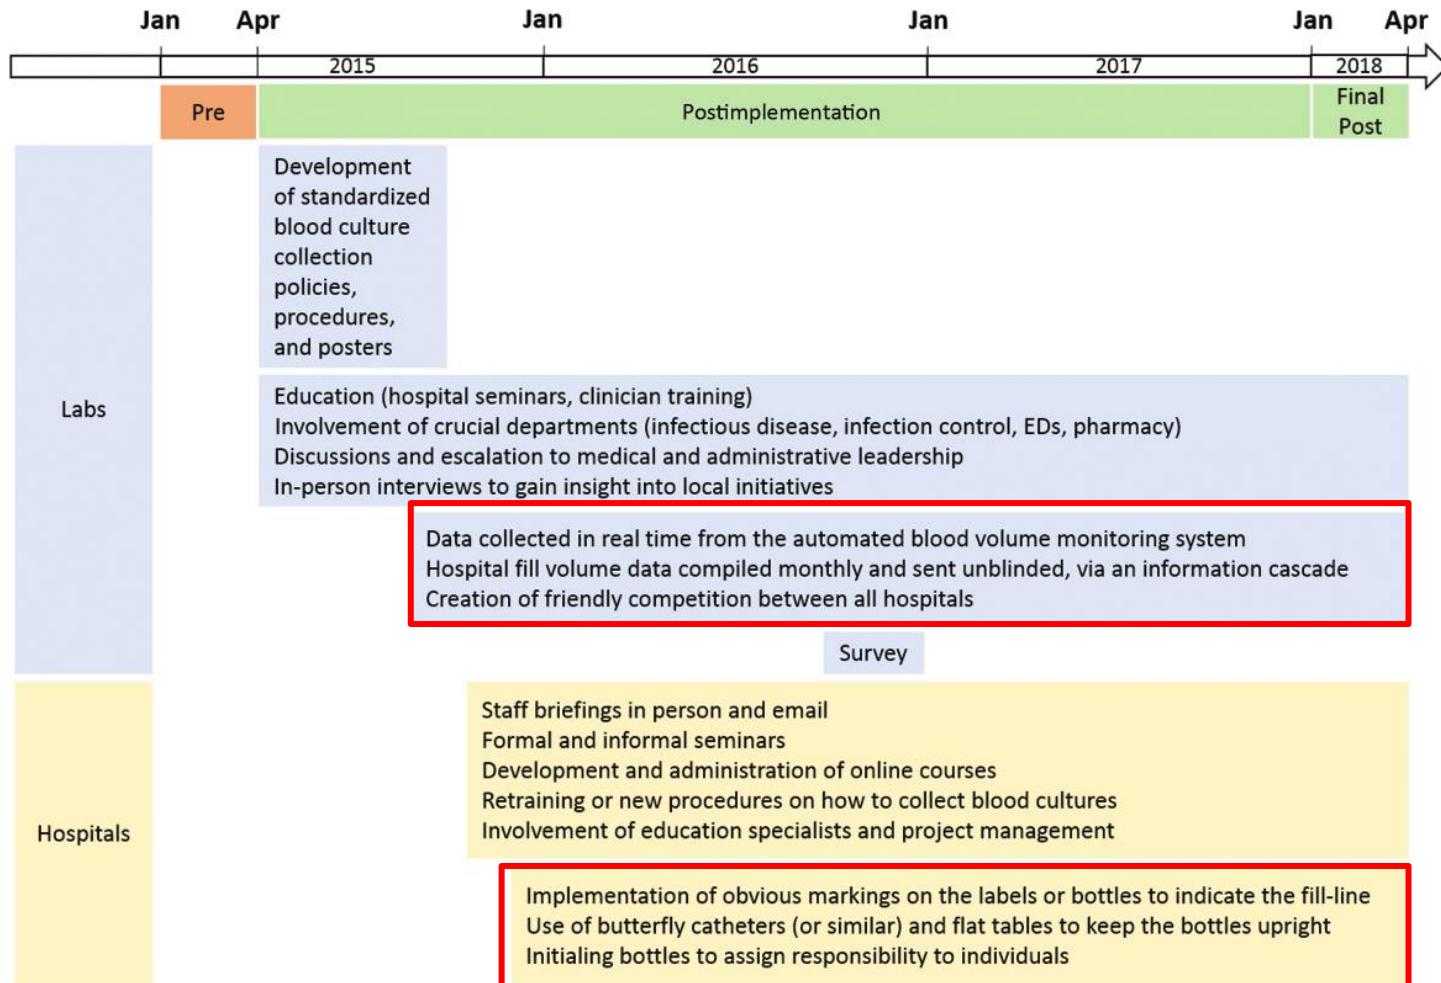 Jan Apr Jan Jan Jan Apr
2015 2016 2017 2018
Pre
Postimplementation
Final
Post
Labs
Development
of standardized
blood culture
collection
policies,
procedures,
and posters
Education (hospital seminars, clinician training)
Involvement of crucial departments (infectious disease, infection control, EDs, pharmacy)
Discussions and escalation to medical and administrative leadership
In-person interviews to gain insight into local initiatives
Data collected in real time from the automated blood volume monitoring system
Hospital fill volume data compiled monthly and sent unblinded, via an information cascade
Creation of friendly competition between all hospitals
Survey
Hospitals
Staff briefings in person and email
Formal and informal seminars
Development and administration of online courses
Retraining or new procedures on how to collect blood cultures
Involvement of education specialists and project management
Implementation of obvious markings on the labels or bottles to indicate the fill-line
Use of butterfly catheters (or similar) and flat tables to keep the bottles upright
Initialing bottles to assign responsibility to individuals